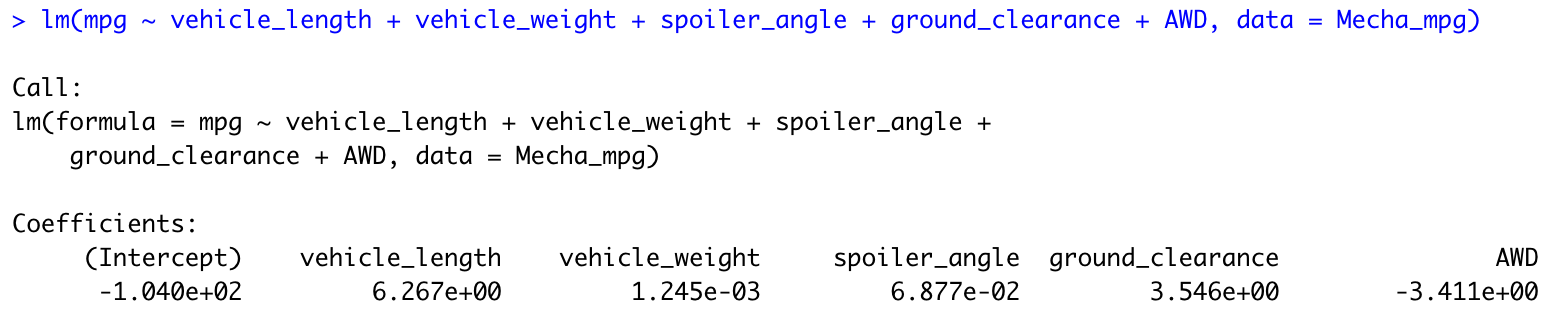 > lm(mpg ~ vehicle_length + vehicle_weight + spoiler_angle + ground_clearance + AWD, data = Mecha_mpg)
Call:
lm(formula = mpg ~ vehicle_length + vehicle_weight + spoiler_angle +
    ground_clearance + AWD, data = Mecha_mpg)
Coefficients:
     (Intercept)    vehicle_length    vehicle_weight     spoiler_angle  ground_clearance               AWD
      -1.040e+02         6.267e+00         1.245e-03         6.877e-02         3.546e+00        -3.411e+00